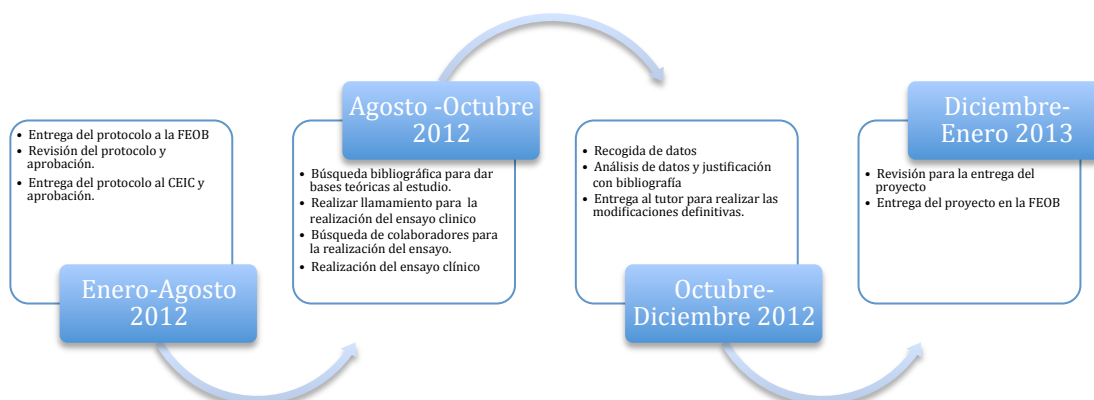 • Entrega del protocolo a la FEOB
• Revisión del protocolo y
aprobación.
• Entrega del protocolo al CEIC y
aprobación.
Enero-Agosto
2012
Agosto -Octubre
2012
• Búsqueda bibliográfica para dar
bases teóricas al estudio.
• Realizar llamamiento para la
realización del ensayo clinico
• Búsqueda de colaboradores para
la realización del ensayo.
• Realización del ensayo clínico
• Recogida de datos
• Análisis de datos y justificación
con bibliografía
• Entrega al tutor para realizar las
modificaciones definitivas.
Octubre-
Diciembre 2012
Diciembre-
Enero 2013
• Revisión para la entrega del
proyecto
• Entrega del proyecto en la FEOB